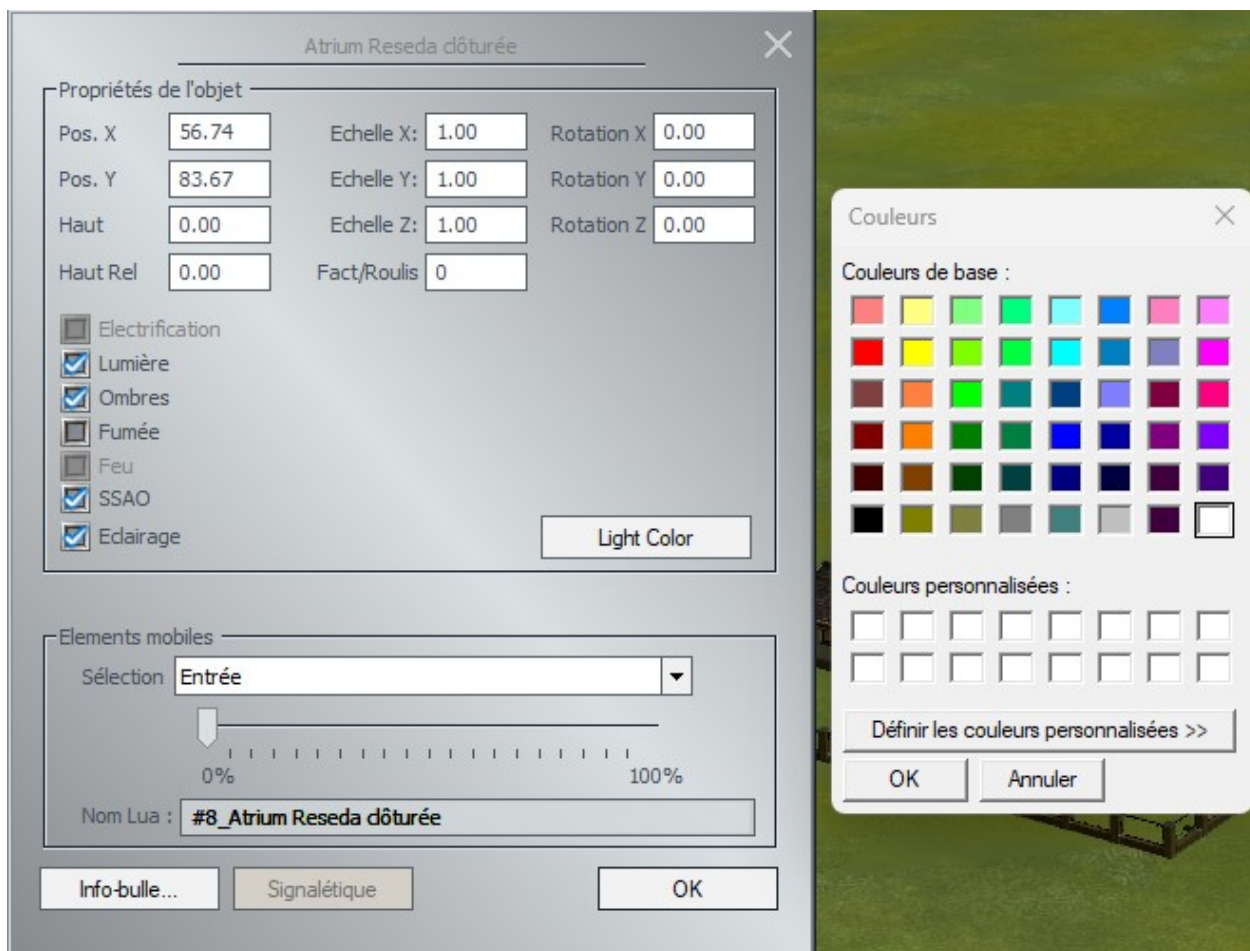 Atrium Reseda clôturée
Propriétés de l'objet
Pos. X 56.74 Echelle X: 1.00 Rotation X 0.00
Pos. Y 83.67 Echelle Y: 1.00 Rotation Y 0.00
Haut 0.00 Echelle Z: 1.00 Rotation Z 0.00
Haut Rel 0.00 Fact/Roulis 0
Electrification
Lumière
Ombres
Fumée
Feu
SSAO
Eclairage
Light Color
Elements mobiles
Sélection Entrée
0% 100%
Nom Lua : #8_Atrium Reseda clôturée
Info-bulle... Signalétique OK
Couleurs
Couleurs de base :
Couleurs personnalisées :
Définir les couleurs personnalisées >>
OK Annuler